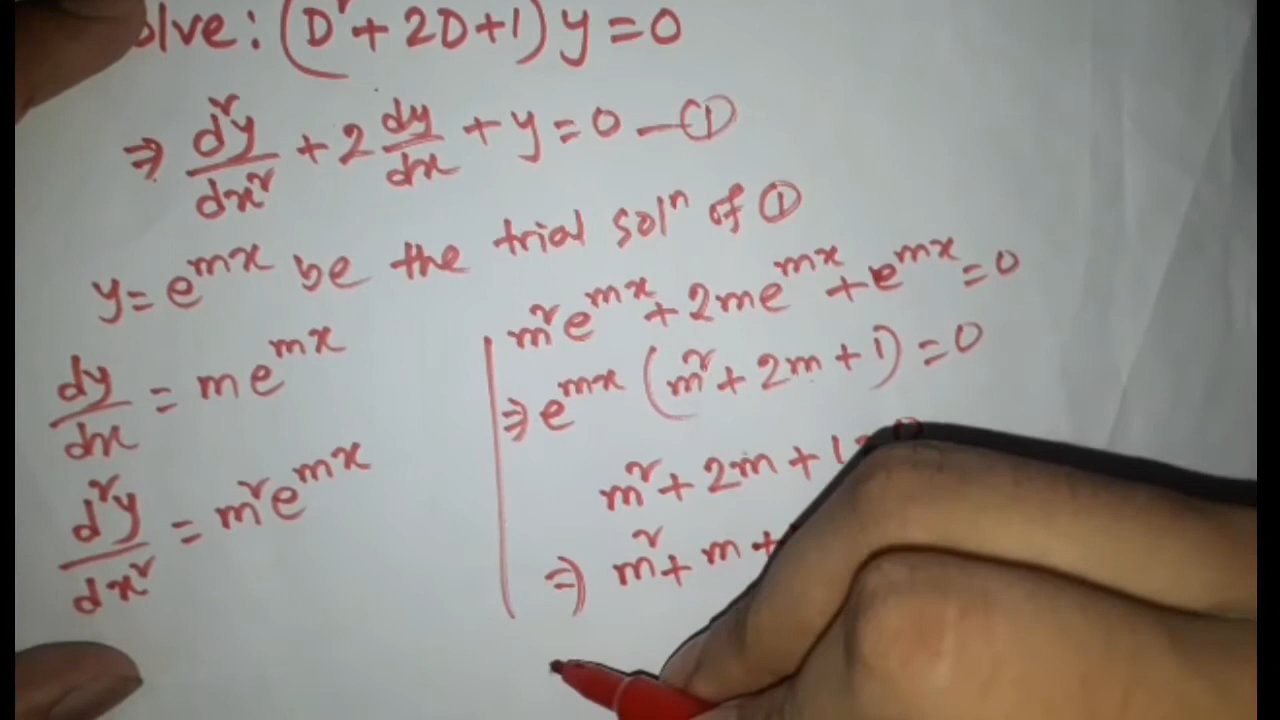 olve: (D²+2D+1)y=0
⇒ d²y/dx² + 2 dy/dx + y = 0 — ①
y = e^mx be the trial solⁿ of ①
dy/dx = me^mx
d²y/dx² = m²e^mx
m²e^mx + 2me^mx + e^mx = 0
⇒ e^mx (m² + 2m + 1) = 0
m² + 2m + 1 = 0
⇒ m² + m +